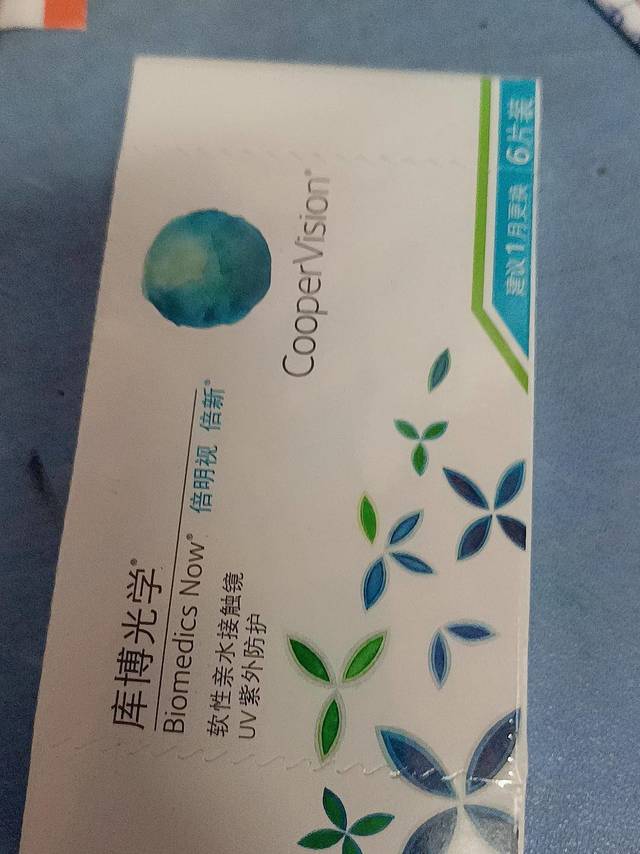 库博光学®
Biomedics Now® 倍明视 倍新®
软性亲水接触镜
UV紫外防护
CooperVision®
建议1月更换 6片装